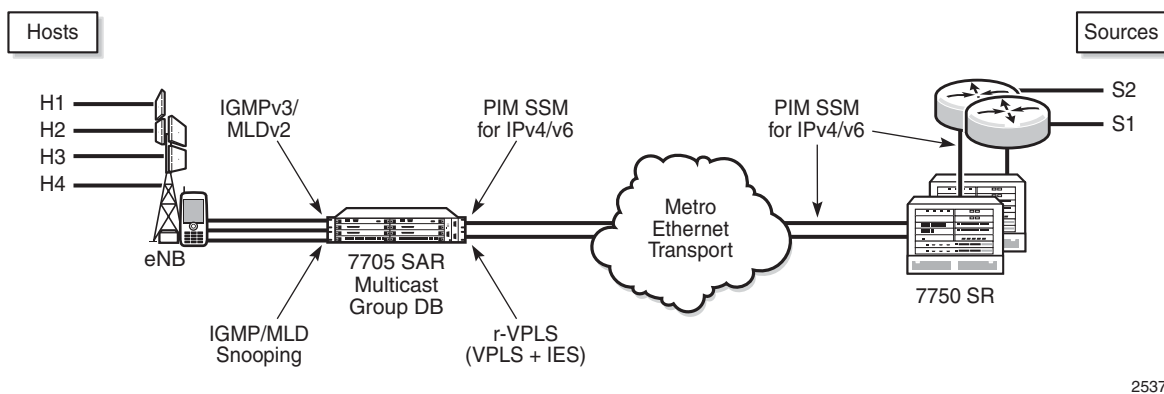 Hosts
Sources
H1
H2
H3
H4
eNB
IGMPv3/
MLDv2
IGMP/MLD
Snooping
7705 SAR
Multicast
Group DB
PIM SSM
for IPv4/v6
r-VPLS
(VPLS + IES)
Metro
Ethernet
Transport
PIM SSM
for IPv4/v6
S2
S1
7750 SR
2537